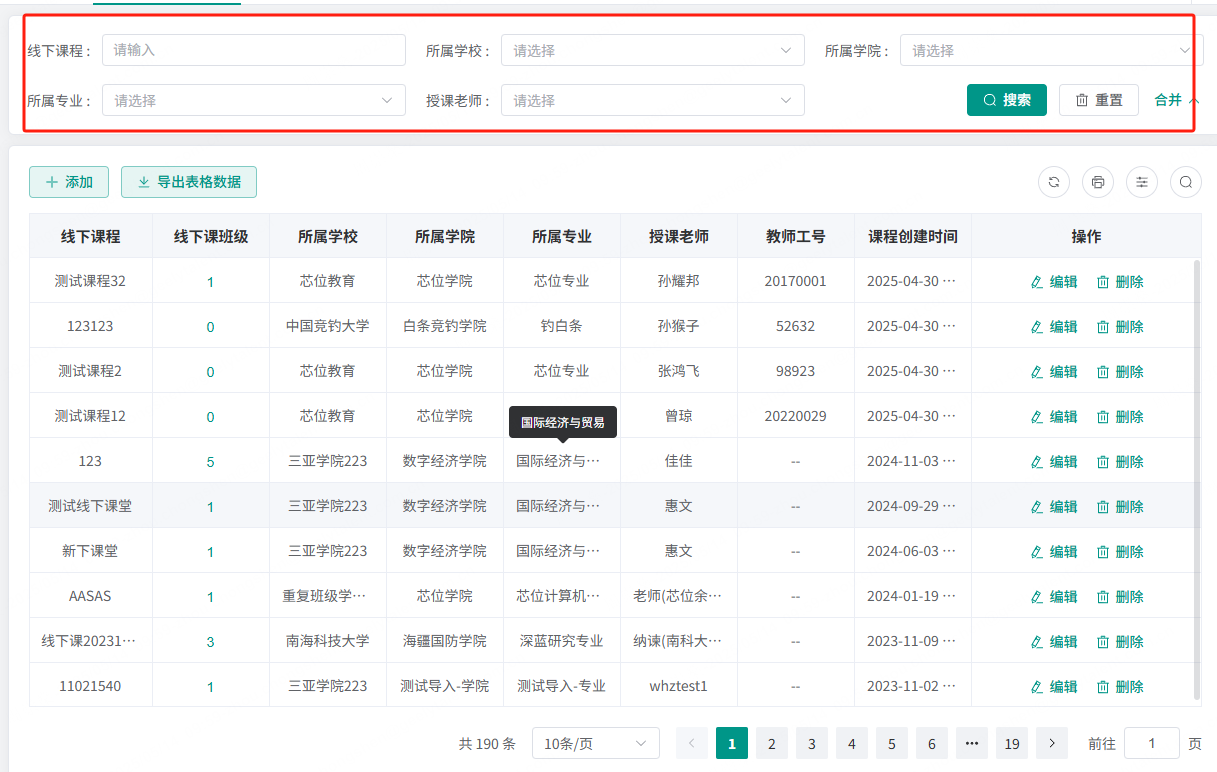 线下课程 : 请输入 所属学校 : 请选择 所属学院 : 请选择
所属专业 : 请选择 授课老师 : 请选择 搜索 重置 合并
添加 导出表格数据
线下课程 线下课班级 所属学校 所属学院 所属专业 授课老师 教师工号 课程创建时间 操作
测试课程32 1 芯位教育 芯位学院 芯位专业 孙耀邦 20170001 2025-04-30 ··· 编辑 删除
123123 0 中国竞钓大学 白条竞钓学院 钓白条 孙猴子 52632 2025-04-30 ··· 编辑 删除
测试课程2 0 芯位教育 芯位学院 芯位专业 张鸿飞 98923 2025-04-30 ··· 编辑 删除
测试课程12 0 芯位教育 芯位学院 曾琼 20220029 2025-04-30 ··· 编辑 删除
国际经济与贸易
123 5 三亚学院223 数字经济学院 国际经济与··· 佳佳 -- 2024-11-03 ··· 编辑 删除
测试线下课堂 1 三亚学院223 数字经济学院 国际经济与··· 惠文 -- 2024-09-29 ··· 编辑 删除
新下课堂 1 三亚学院223 数字经济学院 国际经济与··· 惠文 -- 2024-06-03 ··· 编辑 删除
AASAS 1 重复班级学··· 芯位学院 芯位计算机··· 老师(芯位余··· -- 2024-01-19 ··· 编辑 删除
线下课20231··· 3 南海科技大学 海疆国防学院 深蓝研究专业 纳谏(南科大··· -- 2023-11-09 ··· 编辑 删除
11021540 1 三亚学院223 测试导入-学院 测试导入-专业 whztest1 -- 2023-11-02 ··· 编辑 删除
共 190 条 10条/页 1 2 3 4 5 6 ··· 19 前往 1 页